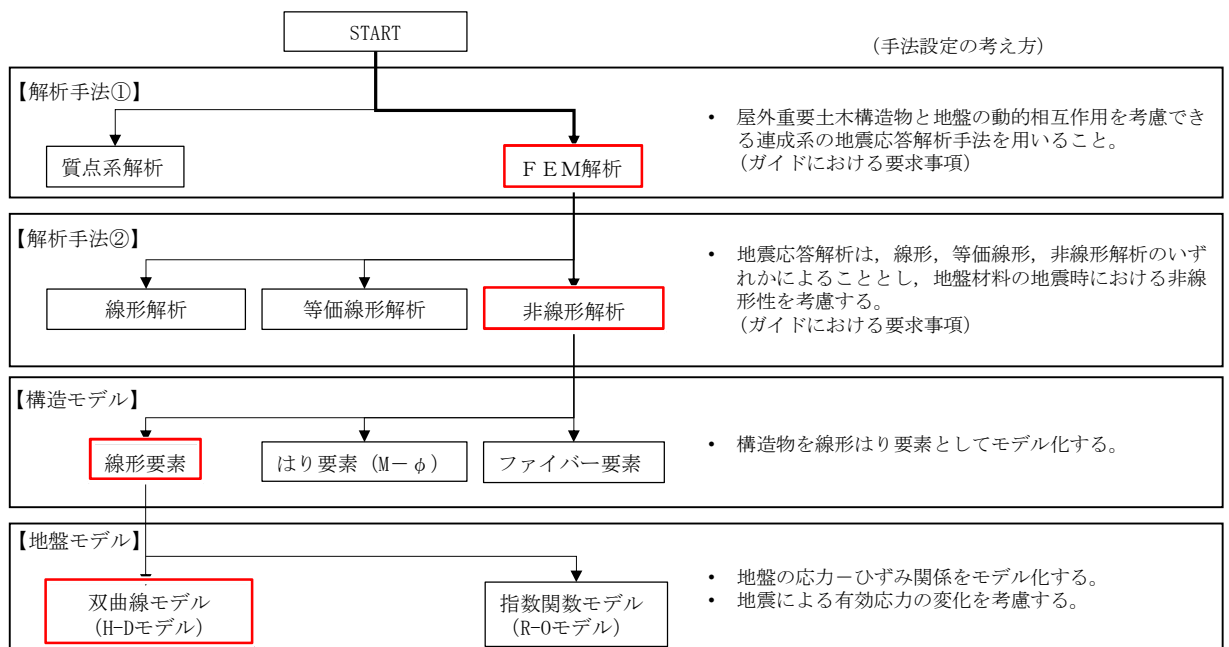 START
(手法設定の考え方)
【解析手法①】
質点系解析
ＦＥＭ解析
• 屋外重要土木構造物と地盤の動的相互作用を考慮でき
る連成系の地震応答解析手法を用いること。
(ガイドにおける要求事項)
【解析手法②】
線形解析
等価線形解析
非線形解析
• 地震応答解析は，線形，等価線形，非線形解析のいず
れかによることとし，地盤材料の地震時における非線
形性を考慮する。
(ガイドにおける要求事項)
【構造モデル】
線形要素
はり要素（M－φ）
ファイバー要素
• 構造物を線形はり要素としてモデル化する。
【地盤モデル】
双曲線モデル
(H-Dモデル)
指数関数モデル
(R-Oモデル)
• 地盤の応力－ひずみ関係をモデル化する。
• 地震による有効応力の変化を考慮する。